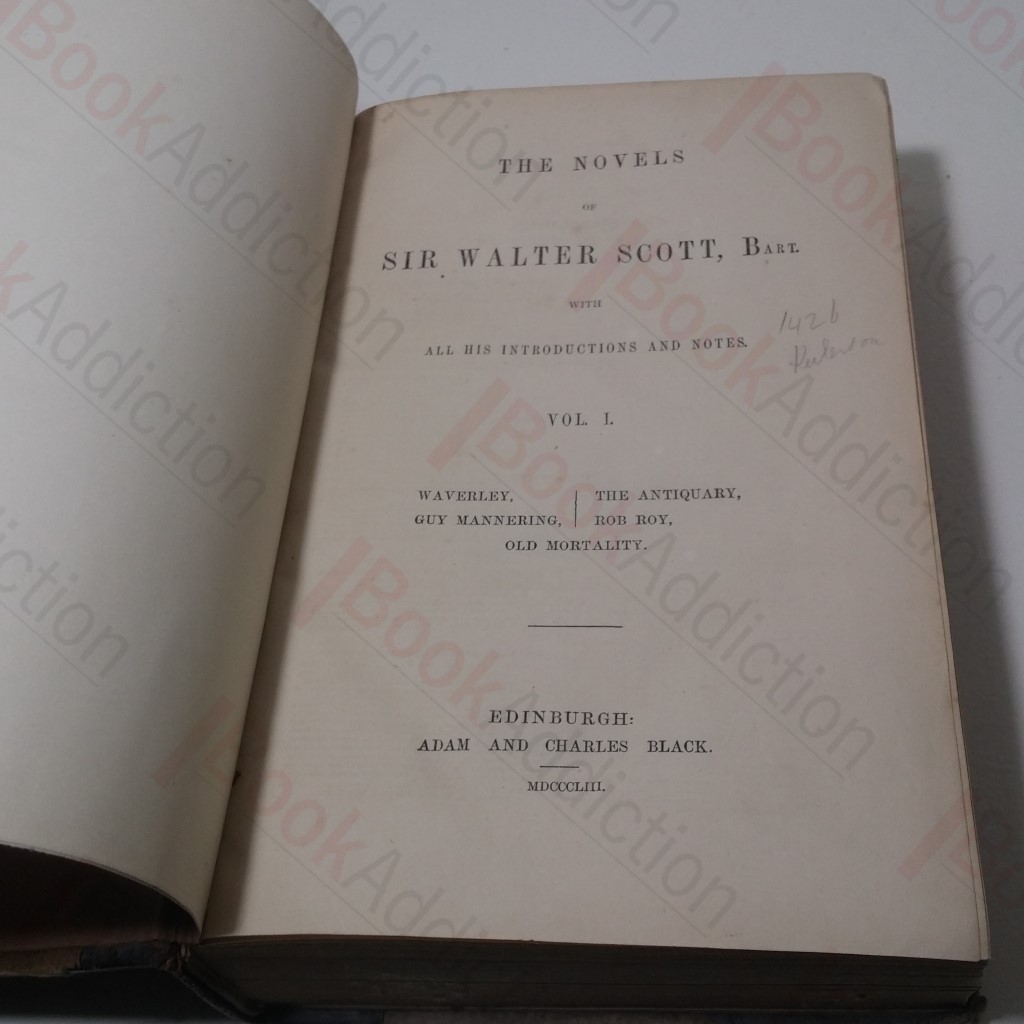 THE NOVELS
OF
SIR WALTER SCOTT, BART.
WITH
ALL HIS INTRODUCTIONS AND NOTES.
1426
VOL. I.
WAVERLEY, | THE ANTIQUARY,
GUY MANNERING, | ROB ROY,
OLD MORTALITY.
EDINBURGH:
ADAM AND CHARLES BLACK.
MDCCCLIII.
BookAddiction